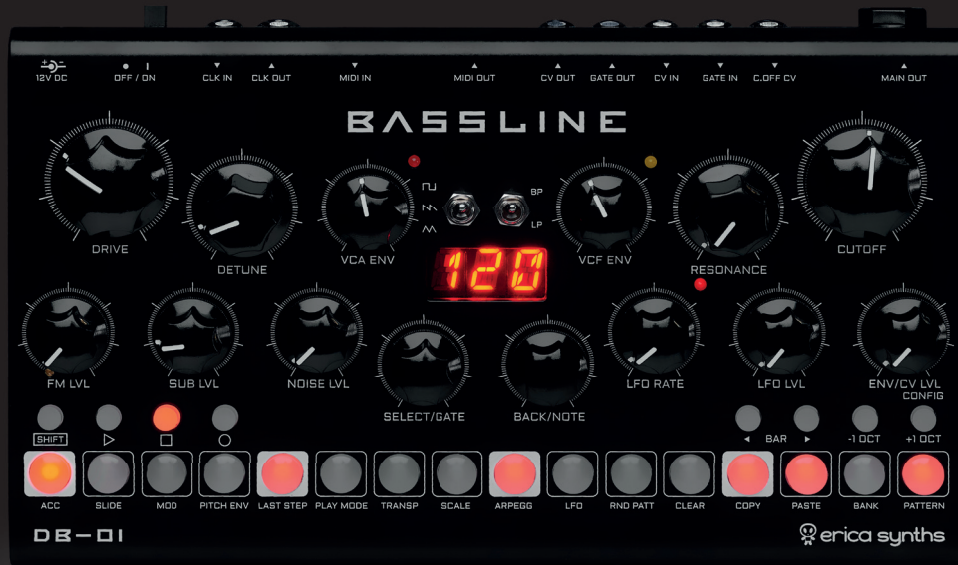 12V DC
OFF / ON
CLK IN
CLK OUT
MIDI IN
MIDI OUT
CV OUT
GATE OUT
CV IN
GATE IN
C.OFF CV
MAIN OUT
BASSLINE
BP
LP
DRIVE
DETUNE
VCA ENV
VCF ENV
RESONANCE
CUTOFF
120
FM LVL
SUB LVL
NOISE LVL
SELECT/GATE
BACK/NOTE
LFO RATE
LFO LVL
ENV/CV LVL
CONFIG
SHIFT
BAR
-1 OCT
+1 OCT
ACC
SLIDE
MOD
PITCH ENV
LAST STEP
PLAY MODE
TRANSP
SCALE
ARPEGG
LFO
RND PATT
CLEAR
COPY
PASTE
BANK
PATTERN
DB-01
erica synths